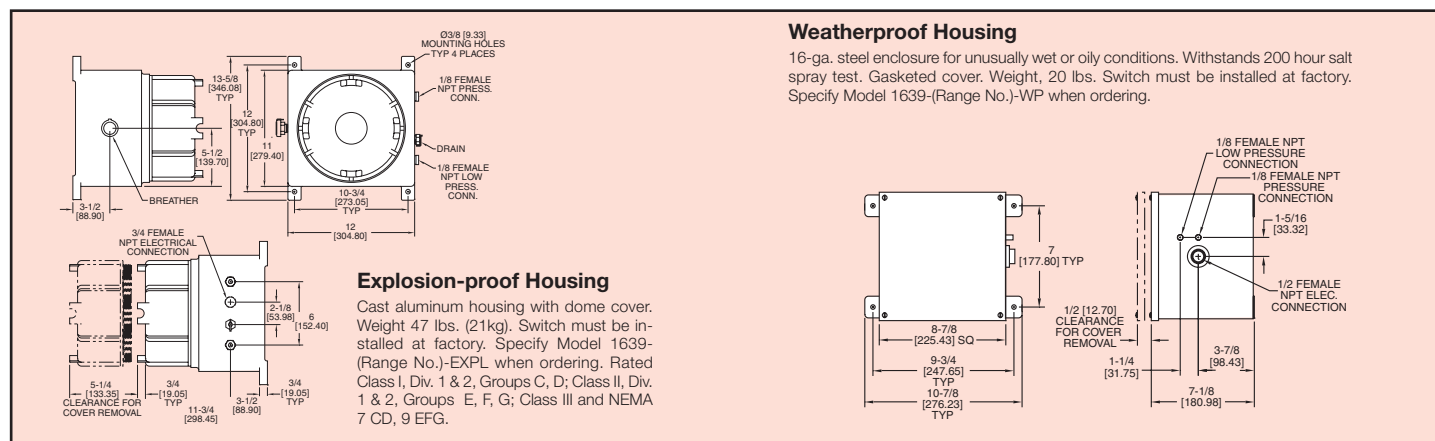 Ø3/8 [9.33]
MOUNTING HOLES
TYP 4 PLACES
1/8 FEMALE
NPT PRESS.
CONN.
13-5/8
[346.08]
TYP
12
[304.80]
TYP
11
[279.40]
5-1/2
[139.70]
DRAIN
1/8 FEMALE
NPT LOW
PRESS.
CONN.
BREATHER
3-1/2
[88.90]
10-3/4
[273.05]
TYP
12
[304.80]
3/4 FEMALE
NPT ELECTRICAL
CONNECTION
2-1/8
[53.98]
6
[152.40]
5-1/4
[133.35]
CLEARANCE FOR
COVER REMOVAL
3/4
[19.05]
TYP
11-3/4
[298.45]
3-1/2
[88.90]
3/4
[19.05]
TYP
Explosion-proof Housing
Cast aluminum housing with dome cover.
Weight 47 lbs. (21kg). Switch must be in-
stalled at factory. Specify Model 1639-
(Range No.)-EXPL when ordering. Rated
Class I, Div. 1 & 2, Groups C, D; Class II, Div.
1 & 2, Groups E, F, G; Class III and NEMA
7 CD, 9 EFG.
Weatherproof Housing
16-ga. steel enclosure for unusually wet or oily conditions. Withstands 200 hour salt
spray test. Gasketed cover. Weight, 20 lbs. Switch must be installed at factory.
Specify Model 1639-(Range No.)-WP when ordering.
1/8 FEMALE NPT
LOW PRESSURE
CONNECTION
1/8 FEMALE NPT
PRESSURE
CONNECTION
1-5/16
[33.32]
7
[177.80] TYP
1/2 FEMALE
NPT ELEC.
CONNECTION
8-7/8
[225.43] SQ
9-3/4
[247.65]
TYP
10-7/8
[276.23]
TYP
1/2 [12.70]
CLEARANCE
FOR COVER
REMOVAL
1-1/4
[31.75]
3-7/8
[98.43]
7-1/8
[180.98]